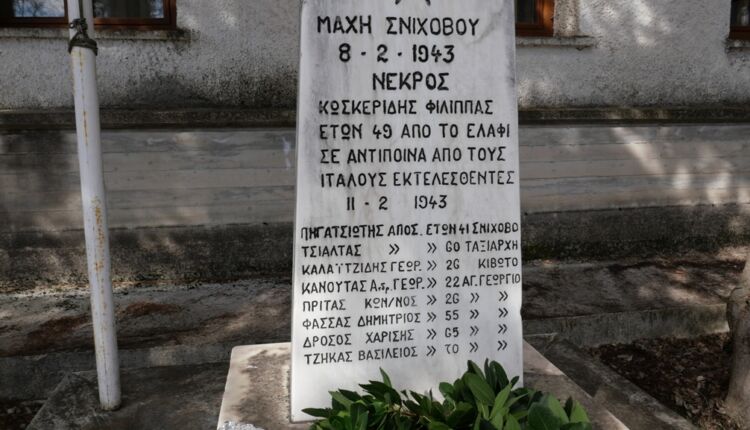 ΜΑΧΗ ΣΝΙΧΟΒΟΥ
8 - 2 - 1943
ΝΕΚΡΟΣ
ΚΩΣΚΕΡΙΔΗΣ ΦΙΛΙΠΠΑΣ
ΕΤΩΝ 49 ΑΠΟ ΤΟ ΕΛΑΦΙ
ΣΕ ΑΝΤΙΠΟΙΝΑ ΑΠΟ ΤΟΥΣ
ΙΤΑΛΟΥΣ ΕΚΤΕΛΕΣΘΕΝΤΕΣ
11 - 2 1943
ΠΗΓΑΤΣΙΩΤΗΣ ΑΠΟΣ. ΕΤΩΝ 41 ΣΝΙΧΟΒΟ
ΤΣΙΑΛΤΑΣ » » 60 ΤΑΞΙΑΡΧΗ
ΚΑΛΑΥΤΖΙΔΗΣ ΓΕΩΡ. » 26 ΚΙΒΩΤΟ
ΚΑΝΟΥΤΑΣ ΓΕΩΡ. » 22 ΑΓ. ΓΕΩΡΓΙΟ
ΠΡΙΤΑΣ ΚΩΝ/ΝΟΣ » 26 » »
ΦΑΣΣΑΣ ΔΗΜΗΤΡΙΟΣ » 55 » »
ΔΡΟΣΟΣ ΧΑΡΙΣΗΣ » 65 » »
ΤΖΗΚΑΣ ΒΑΣΙΛΕΙΟΣ » 70 » »